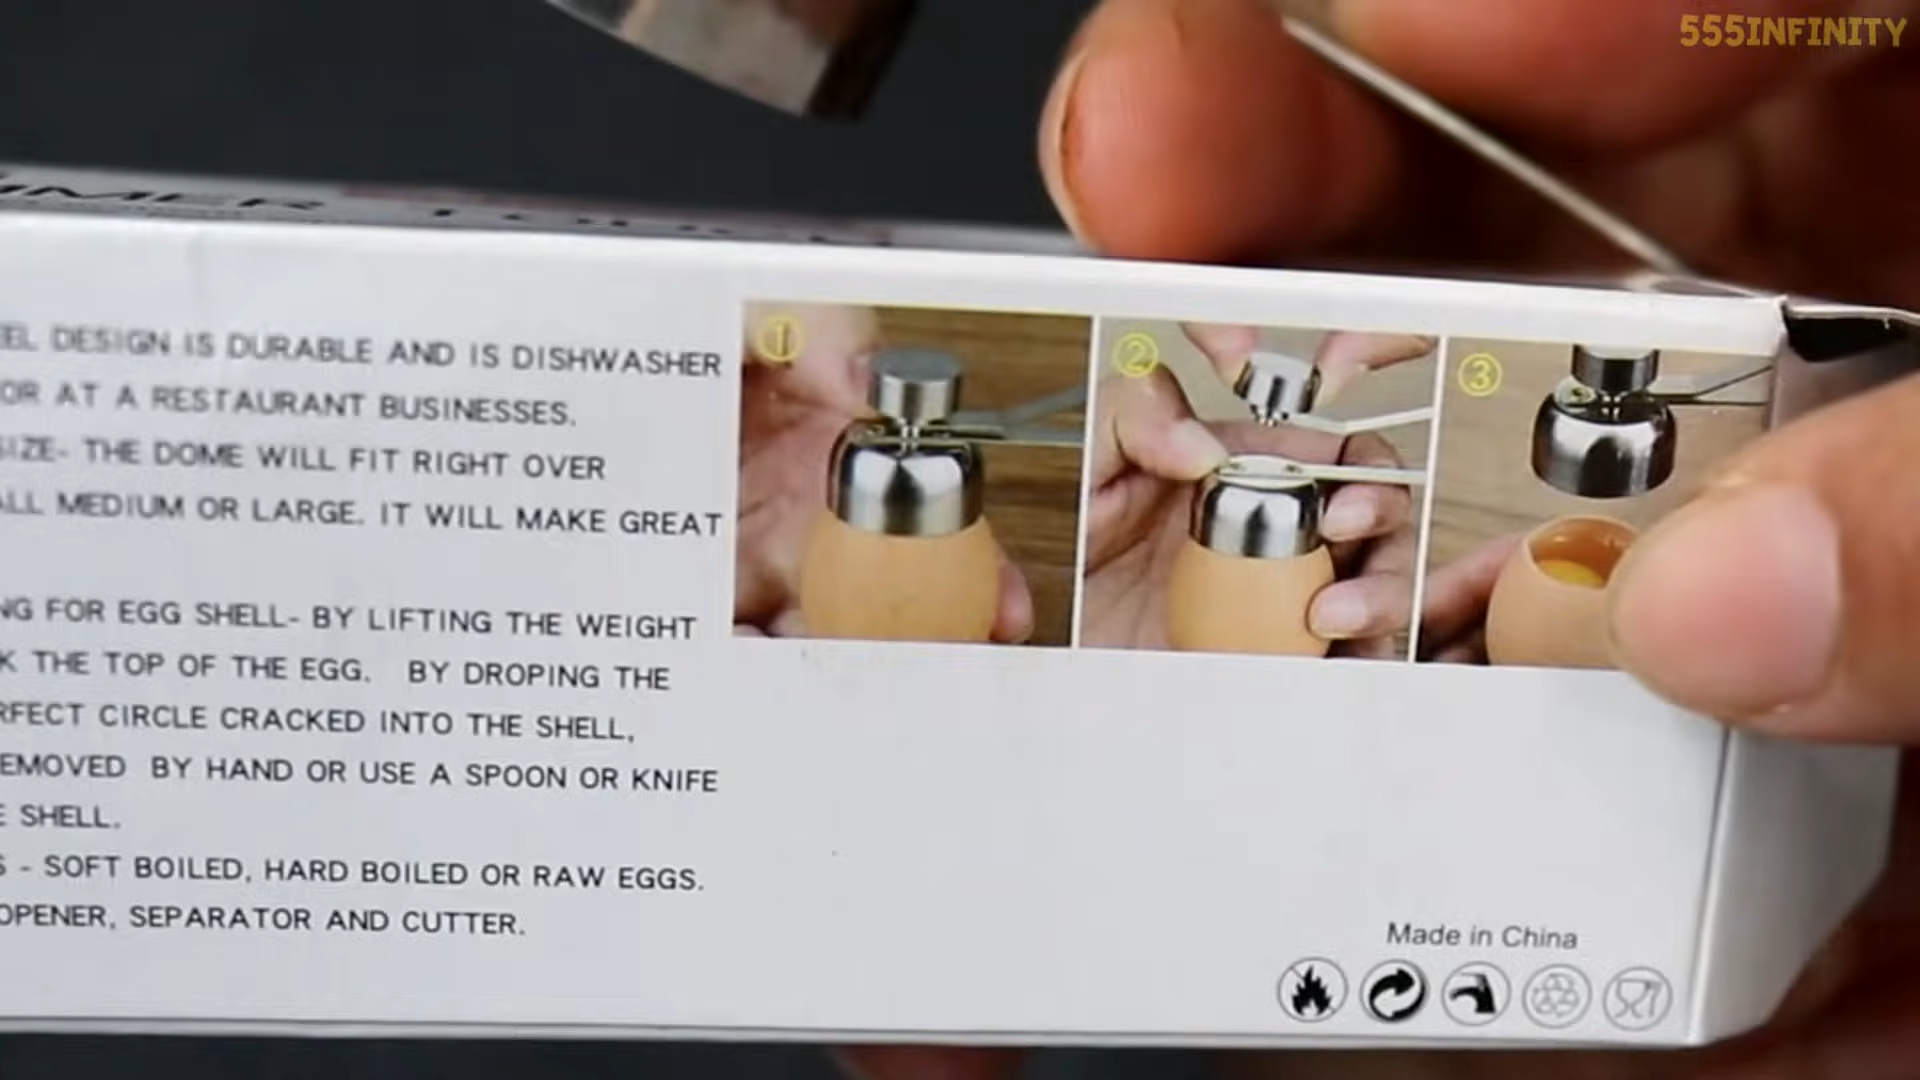 555INFINITY
EEL DESIGN IS DURABLE AND IS DISHWASHER
OR AT A RESTAURANT BUSINESSES.
SIZE- THE DOME WILL FIT RIGHT OVER
ALL MEDIUM OR LARGE. IT WILL MAKE GREAT
NG FOR EGG SHELL- BY LIFTING THE WEIGHT
K THE TOP OF THE EGG. BY DROPING THE
RFECT CIRCLE CRACKED INTO THE SHELL,
EMOVED BY HAND OR USE A SPOON OR KNIFE
E SHELL.
S - SOFT BOILED, HARD BOILED OR RAW EGGS.
OPENER, SEPARATOR AND CUTTER.
1
2
3
Made in China